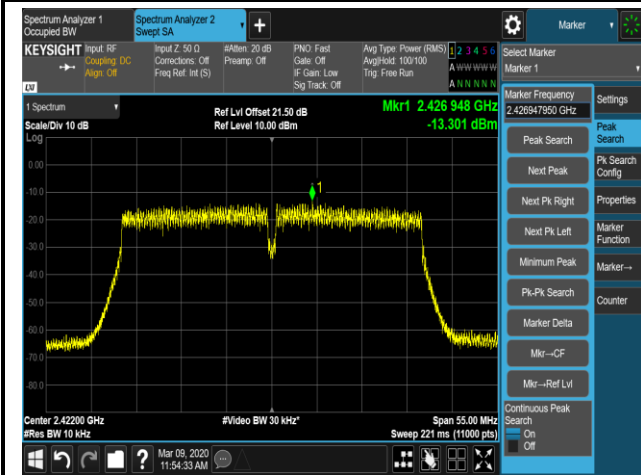 Spectrum Analyzer 1
Occupied BW
Spectrum Analyzer 2
Swept SA
Marker
KEYSIGHT
Input: RF
Coupling: DC
Align: Off
Input Z: 50 Ω
Corrections: Off
Freq Ref: Int (S)
#Atten: 20 dB
Preamp: Off
PNO: Fast
Gate: Off
IF Gain: Low
Sig Track: Off
Avg Type: Power (RMS)
Avg|Hold: 100/100
Trig: Free Run
1 2 3 4 5 6
A W W W W W
A N N N N N
LXI
Select Marker
Marker 1
1 Spectrum
Scale/Div 10 dB
Log
Ref Lvl Offset 21.50 dB
Ref Level 10.00 dBm
Mkr1 2.426 948 GHz
-13.301 dBm
0.00
-10.0
-20.0
-30.0
-40.0
-50.0
-60.0
-70.0
-80.0
1
Center 2.42200 GHz
#Res BW 10 kHz
#Video BW 30 kHz*
Span 55.00 MHz
Sweep 221 ms (11000 pts)
Marker Frequency
2.426947950 GHz
Peak Search
Next Peak
Next Pk Right
Next Pk Left
Minimum Peak
Pk-Pk Search
Marker Delta
Mkr→CF
Mkr→Ref Lvl
Continuous Peak
Search
On
Off
Settings
Peak
Search
Pk Search
Config
Properties
Marker
Function
Marker→
Counter
Mar 09, 2020
11:54:33 AM